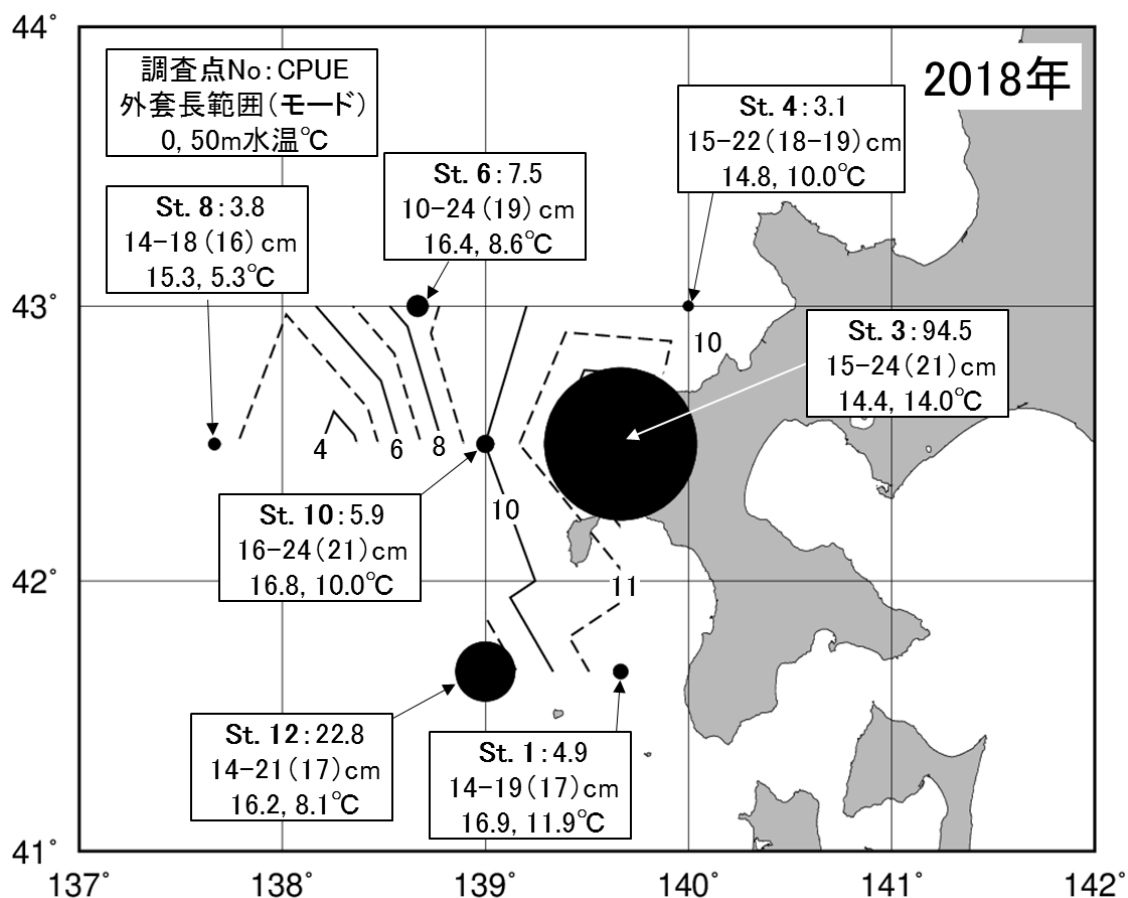 44°
調査点No:CPUE
外套長範囲(モード)
0, 50m水温℃
2018年
St. 4:3.1
15-22(18-19)cm
14.8, 10.0℃
St. 6:7.5
10-24(19)cm
16.4, 8.6℃
St. 8:3.8
14-18(16)cm
15.3, 5.3℃
43°
St. 3:94.5
15-24(21)cm
14.4, 14.0℃
10
4
6
8
St. 10:5.9
16-24(21)cm
16.8, 10.0℃
10
42°
11
St. 12:22.8
14-21(17)cm
16.2, 8.1℃
St. 1:4.9
14-19(17)cm
16.9, 11.9℃
41°
137°
138°
139°
140°
141°
142°